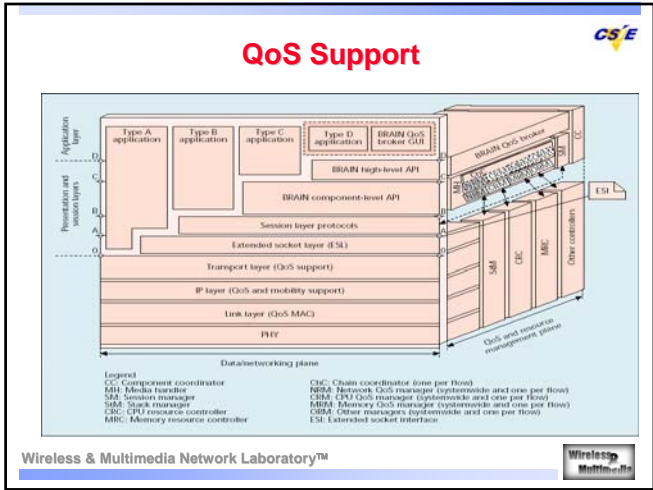 CS´E
QoS Support
Application
layer
Presentation and
session layers
D
C
B
A
O
Type A
application
Type B
application
Type C
application
Type D
application
BRAIN QoS
broker GUI
BRAIN high-level API
BRAIN component-level API
Session layer protocols
Extended socket layer (ESL)
Transport layer (QoS support)
IP layer (QoS and mobility support)
Link layer (QoS MAC)
PHY
D
C
B
A
O
BRAIN QoS broker
CC
SM
MH
ESI
StM
CRC
MRC
Other controllers
QoS and resource
management plane
Data/networking plane
Legend
CC: Component coordinator
MH: Media handler
SM: Session manager
StM: Stack manager
CRC: CPU resource controller
MRC: Memory resource controller
ChC: Chain coordinator (one per flow)
NRM: Network QoS manager (systemwide and one per flow)
CRM: CPU QoS manager (systemwide and one per flow)
MRM: Memory QoS manager (systemwide and one per flow)
ORM: Other managers (systemwide and one per flow)
ESI: Extended socket interface
Wireless & Multimedia Network Laboratory™
Wireless
Multimedia